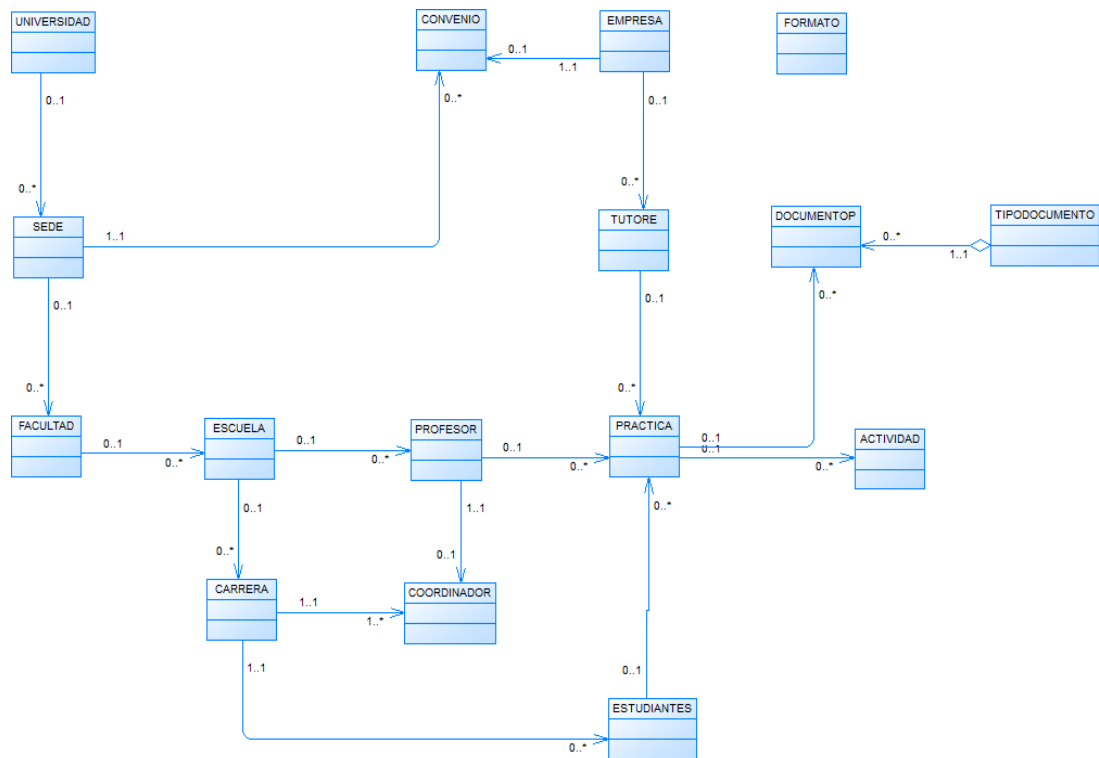 UNIVERSIDAD
CONVENIO
EMPRESA
FORMATO
0..1
1..1
0..1
0..1
0..*
0..*
0..*
SEDE
1..1
TUTORE
DOCUMENTOP
TIPODOCUMENTO
0..*
1..1
0..1
0..1
0..*
0..*
0..*
FACULTAD
ESCUELA
PROFESOR
PRACTICA
ACTIVIDAD
0..1
0..*
0..1
0..*
0..1
0..*
0..1
0..1
0..*
0..1
1..1
0..*
0..*
0..1
CARRERA
COORDINADOR
1..1
1..*
1..1
0..1
ESTUDIANTES
0..*